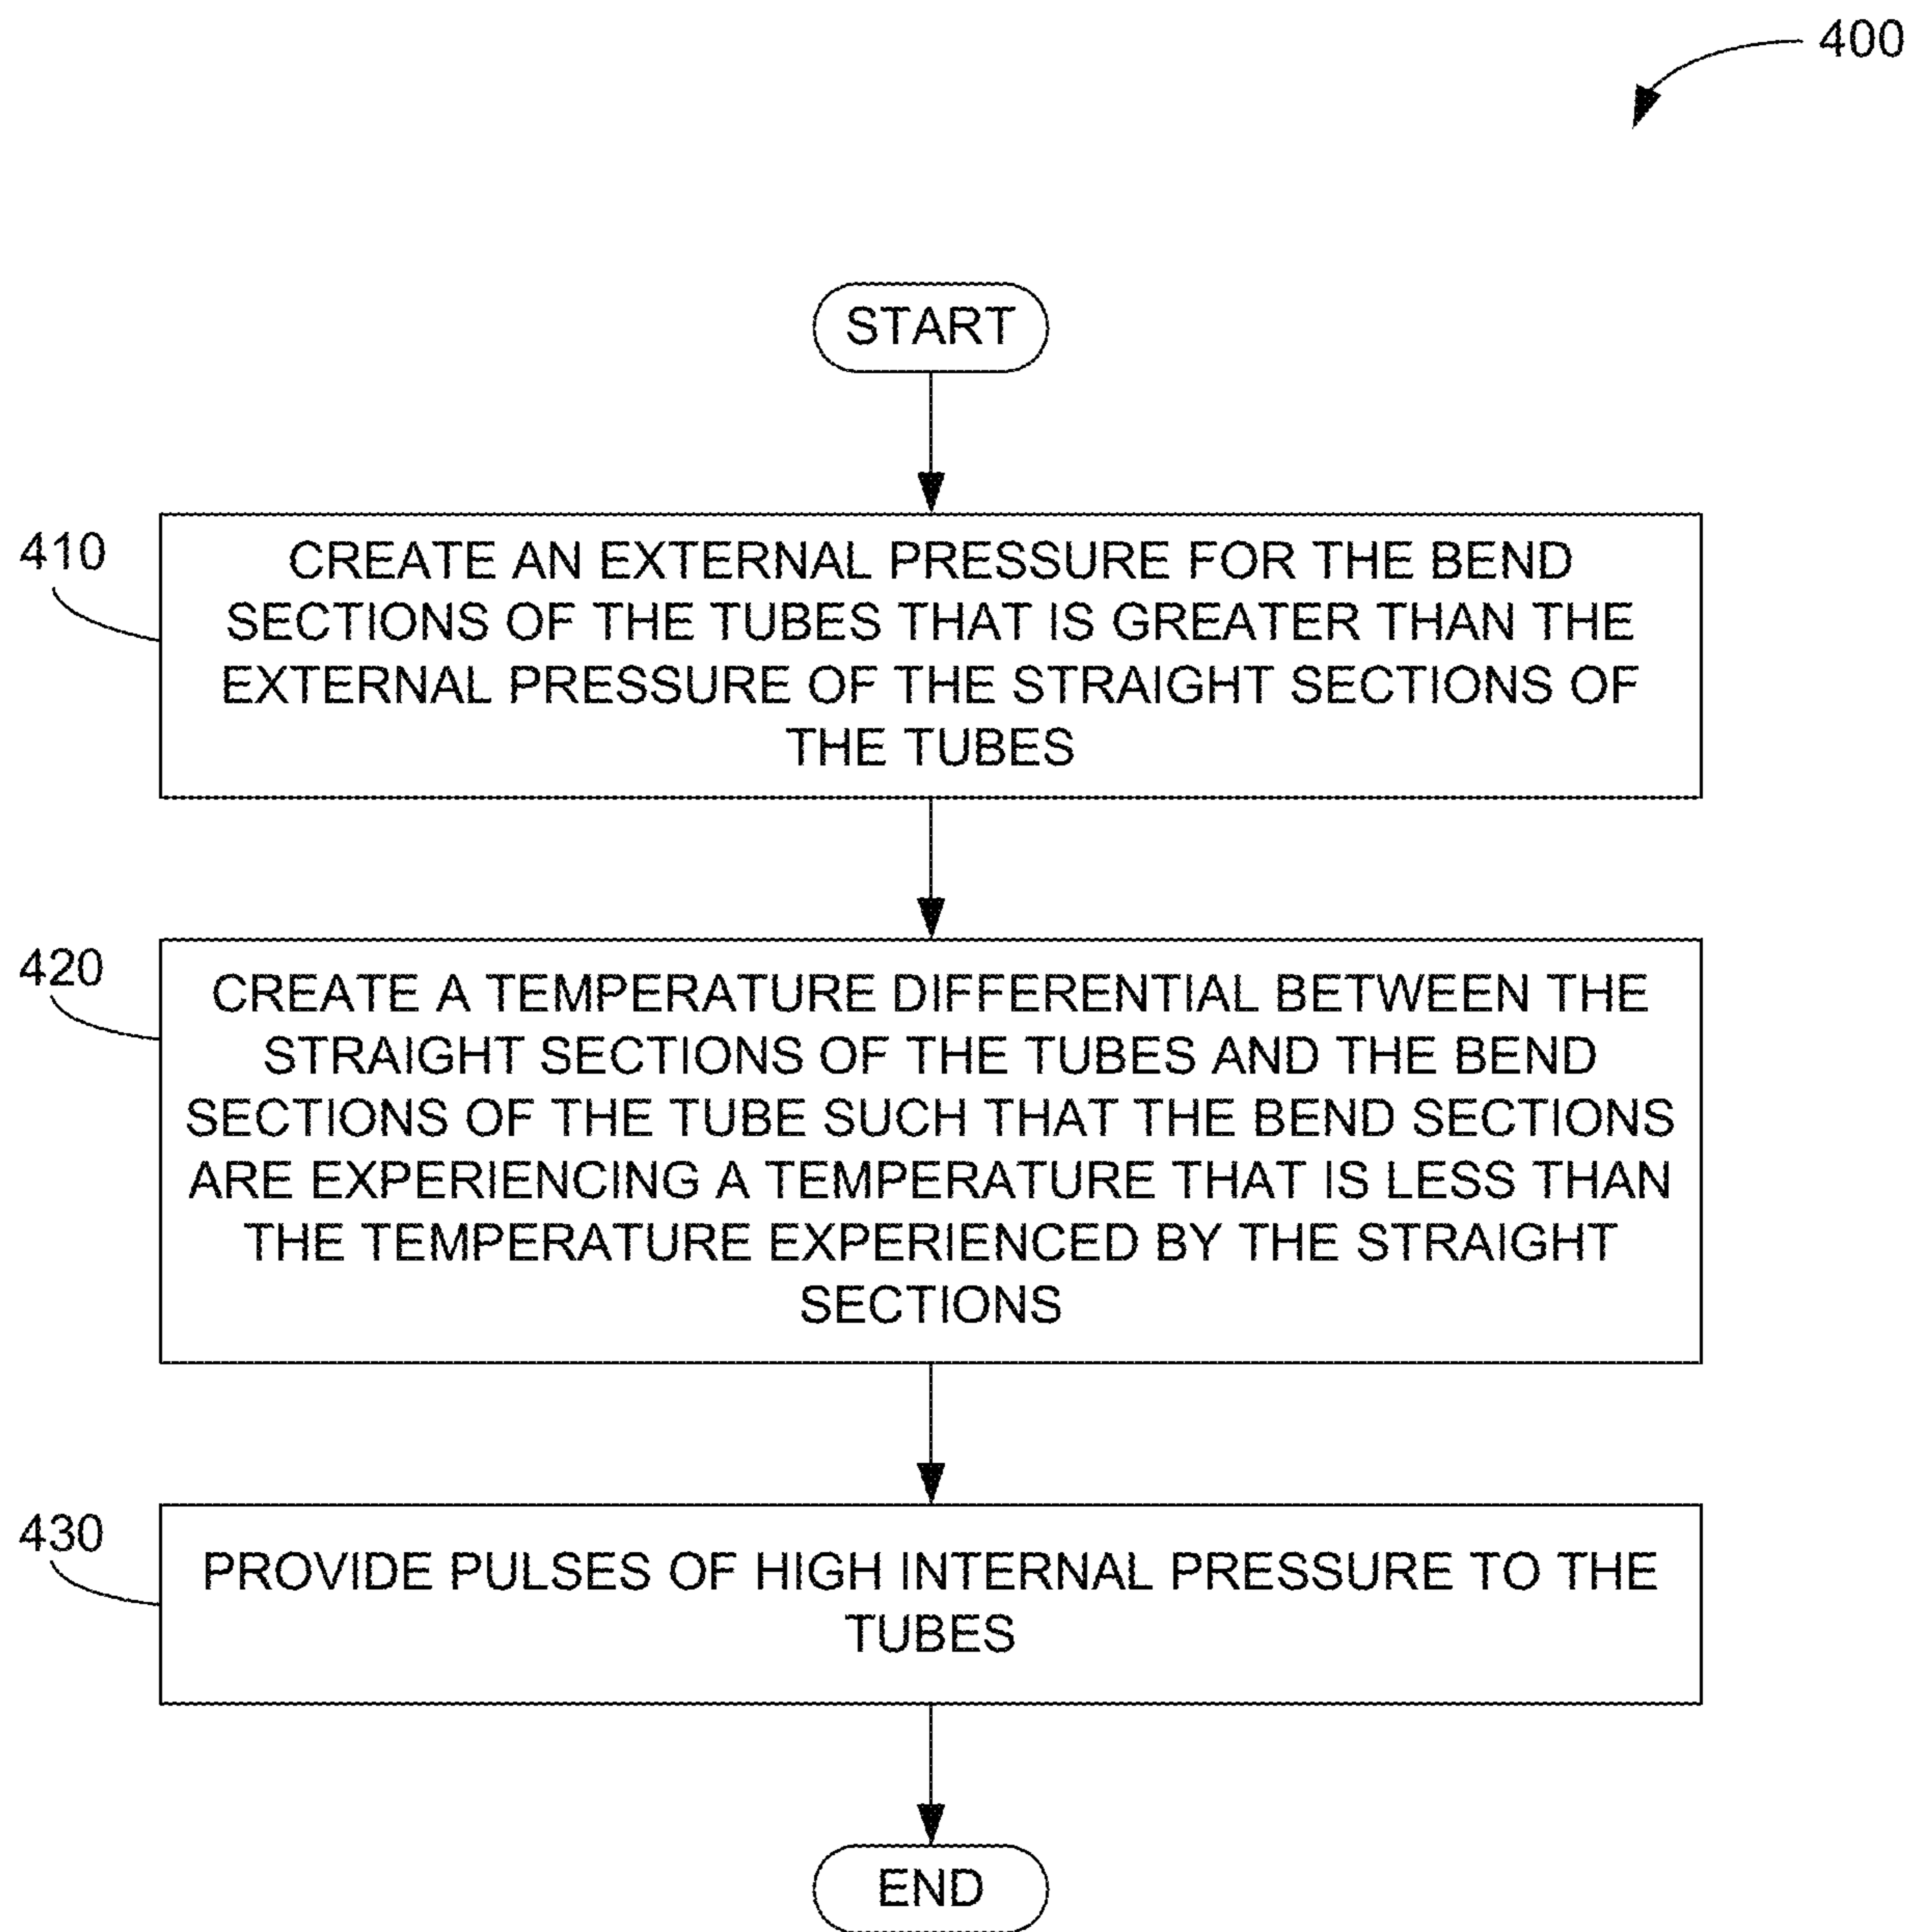 400
START
410
CREATE AN EXTERNAL PRESSURE FOR THE BEND
SECTIONS OF THE TUBES THAT IS GREATER THAN THE
EXTERNAL PRESSURE OF THE STRAIGHT SECTIONS OF
THE TUBES
420
CREATE A TEMPERATURE DIFFERENTIAL BETWEEN THE
STRAIGHT SECTIONS OF THE TUBES AND THE BEND
SECTIONS OF THE TUBE SUCH THAT THE BEND SECTIONS
ARE EXPERIENCING A TEMPERATURE THAT IS LESS THAN
THE TEMPERATURE EXPERIENCED BY THE STRAIGHT
SECTIONS
430
PROVIDE PULSES OF HIGH INTERNAL PRESSURE TO THE
TUBES
END